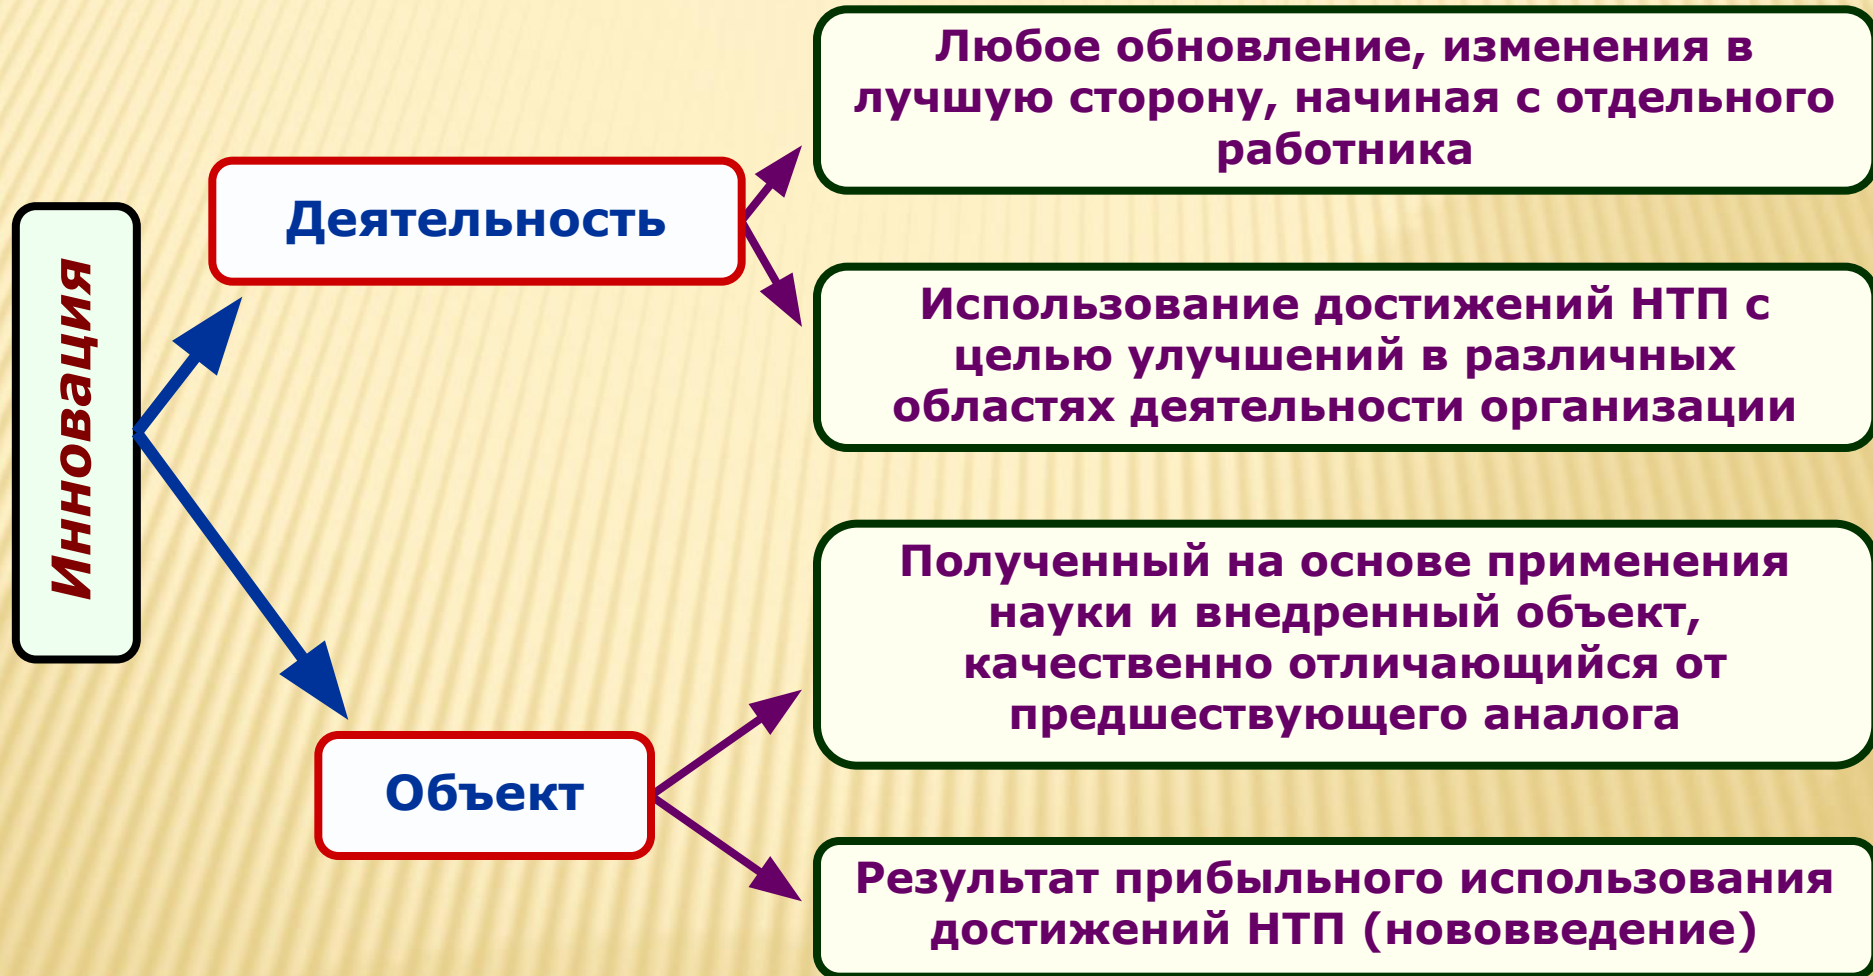 Инновация
Деятельность
Любое обновление, изменения в
лучшую сторону, начиная с отдельного
работника
Использование достижений НТП с
целью улучшений в различных
областях деятельности организации
Объект
Полученный на основе применения
науки и внедренный объект,
качественно отличающийся от
предшествующего аналога
Результат прибыльного использования
достижений НТП (нововведение)